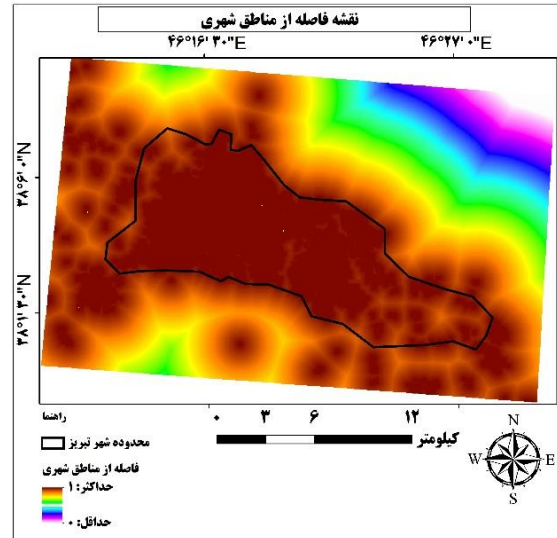 نقشه فاصله از مناطق شهری
۴۶°۱۶'۳۰"E
۴۶°۲۷'۰"E
۳۸°۶'۰"N
۳۸°۱'۳۰"N
راهنما
محدوده شهر تبریز
فاصله از مناطق شهری
حداکثر: ۱
حداقل: ۰
۰ ۳ ۶ ۱۲
کیلومتر
N
W E
S